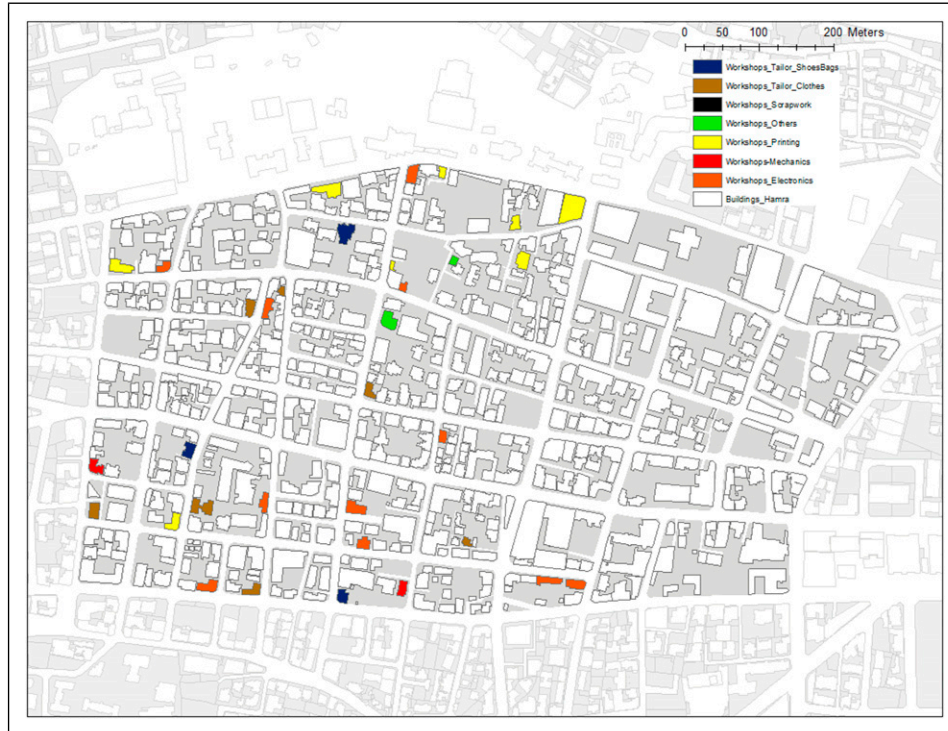 0 50 100 200 Meters
Workshops_Tailor_ShoesBags
Workshops_Tailor_Clothes
Workshops_Scrapwork
Workshops_Others
Workshops_Printing
Workshops-Mechanics
Workshops_Electronics
Buildings_Hamra